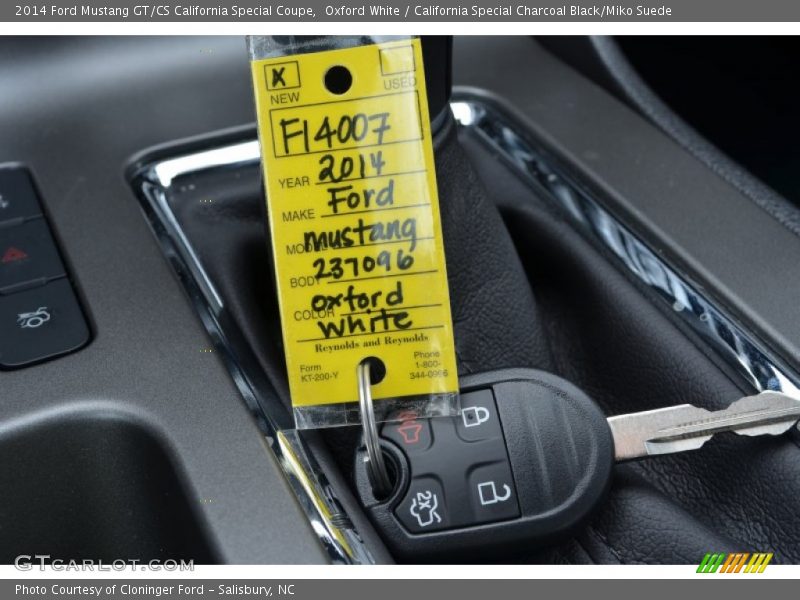 2014 Ford Mustang GT/CS California Special Coupe,  Oxford White / California Special Charcoal Black/Miko Suede
X
NEW
USED
F14007
YEAR 2014
MAKE Ford
MODEL mustang
BODY 237096
COLOR oxford
white
Reynolds and Reynolds
Form
KT-200-Y
Phone
1-800-
344-0996
2X
GTCARLOT.COM
Photo Courtesy of Cloninger Ford – Salisbury, NC